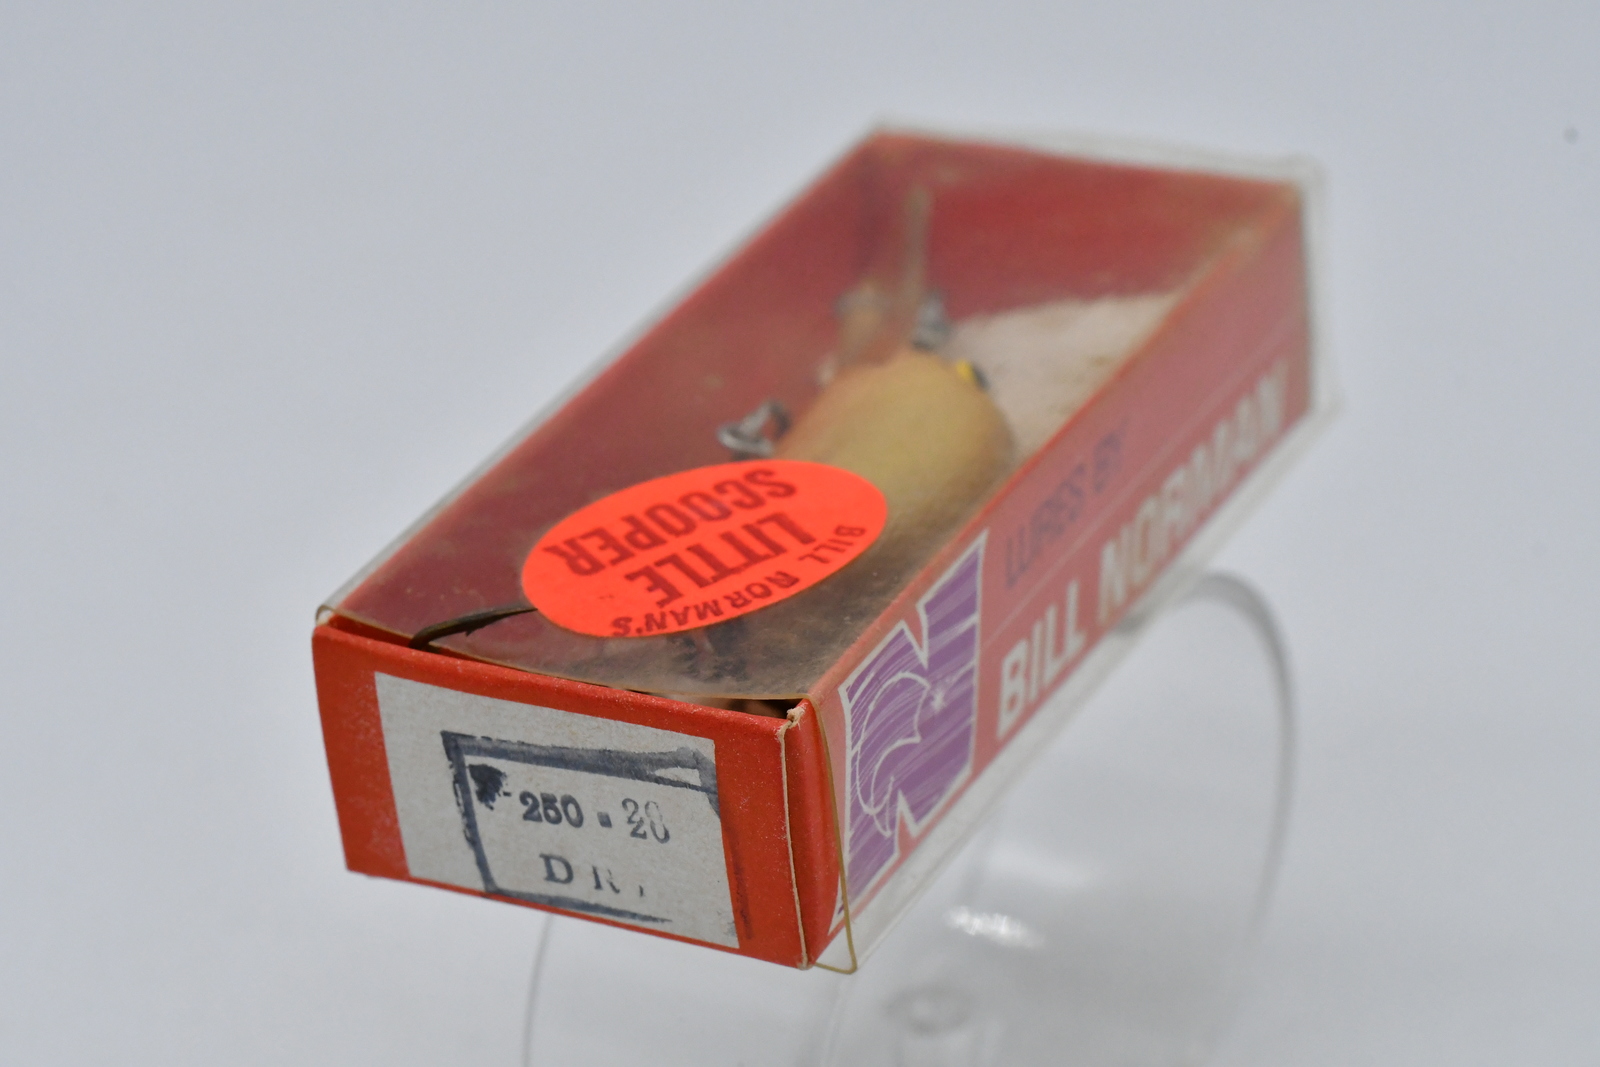 BILL NORMAN'S
LITTLE
SCOOPER
LURES BY
BILL NORMAN
N
250 - 20